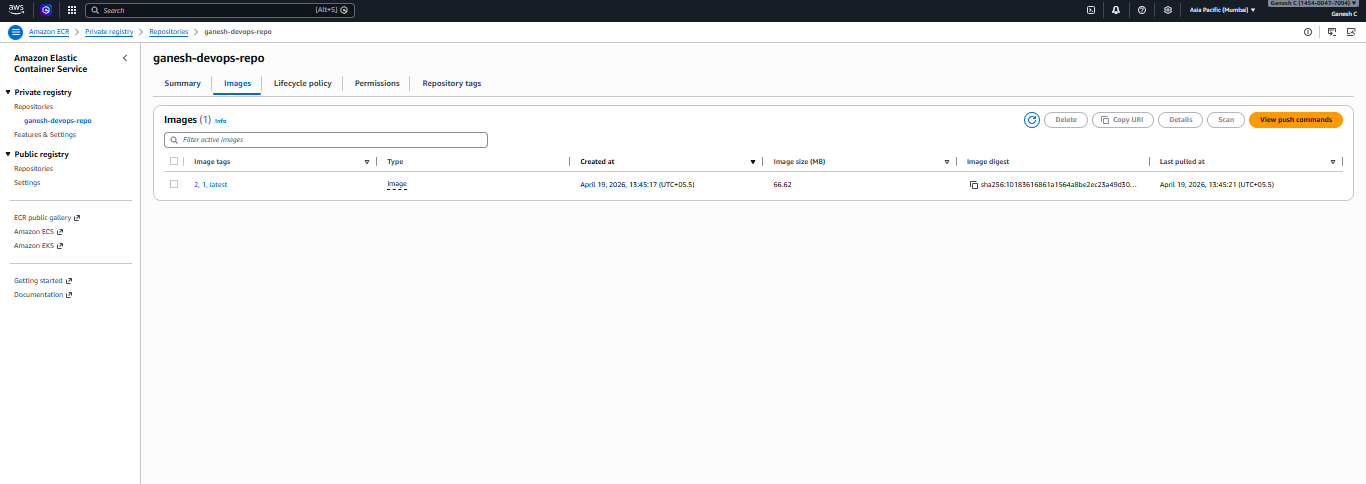 aws
Search
[Alt+S]
Asia Pacific (Mumbai)
Ganesh C (1454-0047-7094)
Ganesh C
Amazon ECR
Private registry
Repositories
ganesh-devops-repo
Amazon Elastic
Container Service
Private registry
Repositories
ganesh-devops-repo
Features & Settings
Public registry
Repositories
Settings
ECR public gallery
Amazon ECS
Amazon EKS
Getting started
Documentation
ganesh-devops-repo
Summary
Images
Lifecycle policy
Permissions
Repository tags
Images (1) Info
Delete
Copy URI
Details
Scan
View push commands
Filter active images
Image tags Type Created at Image size (MB) Image digest Last pulled at
2, 1, latest Image April 19, 2026, 13:45:17 (UTC+05.5) 66.62 sha256:10183616861a1564a8be2ec23a49d30... April 19, 2026, 13:45:21 (UTC+05.5)